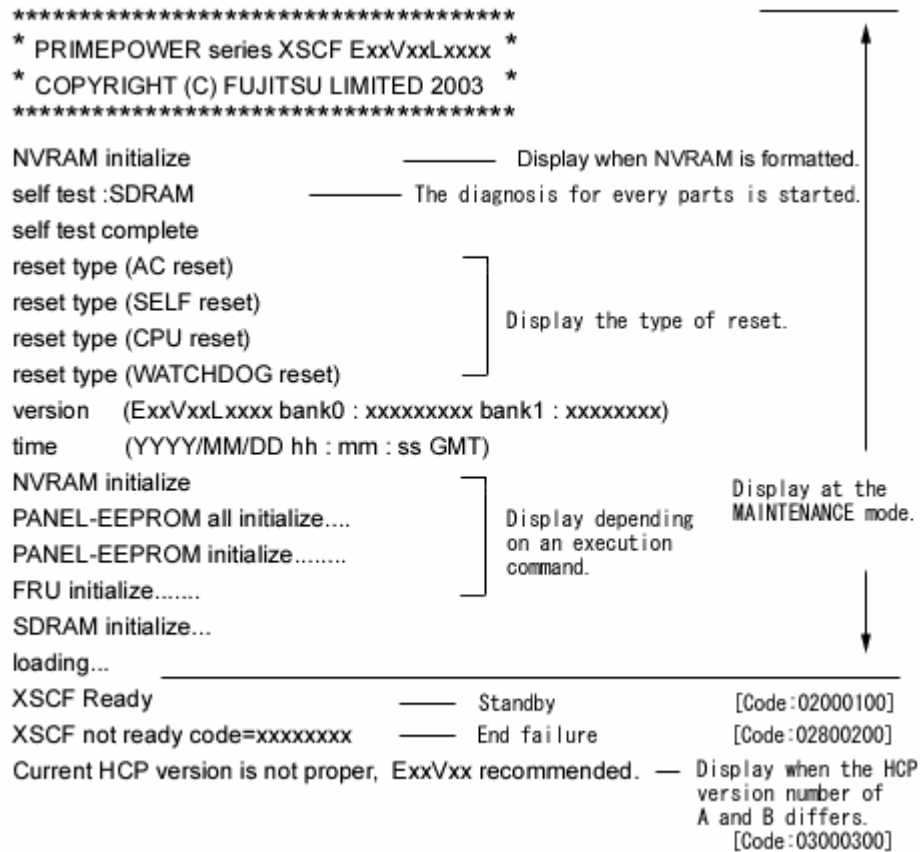 ***************************************
* PRIMEPOWER series XSCF ExxVxxLxxxx *
* COPYRIGHT (C) FUJITSU LIMITED 2003 *
***************************************
NVRAM initialize Display when NVRAM is formatted.
self test :SDRAM The diagnosis for every parts is started.
self test complete
reset type (AC reset)
reset type (SELF reset)
Display the type of reset.
reset type (CPU reset)
reset type (WATCHDOG reset)
version (ExxVxxLxxxx bank0 : xxxxxxxxx bank1 : xxxxxxxx)
time (YYYY/MM/DD hh : mm : ss GMT)
NVRAM initialize
PANEL-EEPROM all initialize....
PANEL-EEPROM initialize........
FRU initialize.......
Display depending
on an execution
command.
Display at the
MAINTENANCE mode.
SDRAM initialize...
loading...
XSCF Ready Standby [Code:02000100]
XSCF not ready code=xxxxxxxx End failure [Code:02800200]
Current HCP version is not proper, ExxVxx recommended. Display when the HCP
version number of
A and B differs.
[Code:03000300]